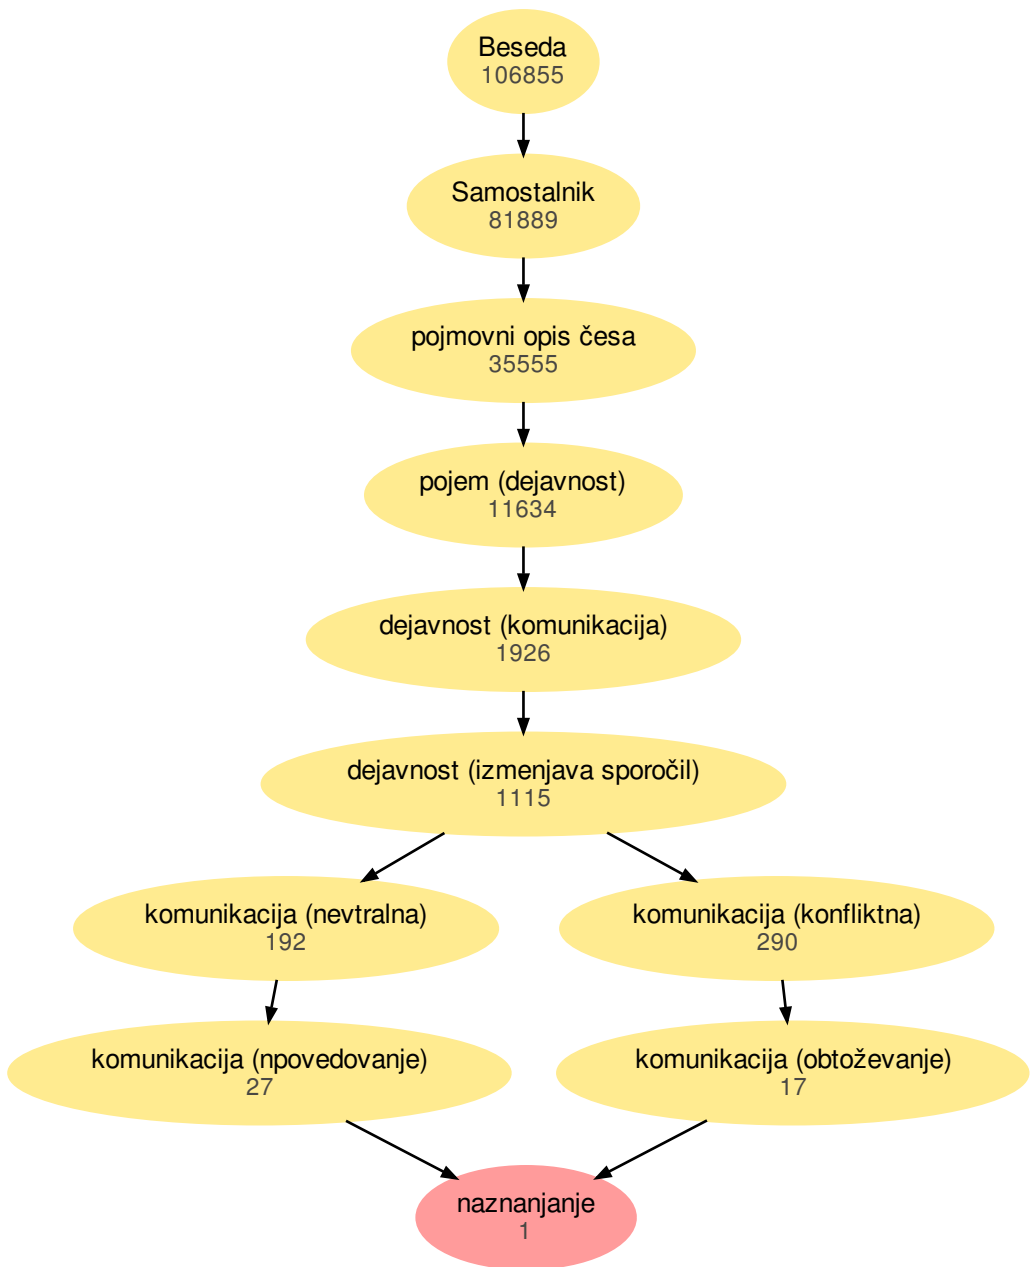 Beseda
106855
Samostalnik
81889
pojmovni opis česa
35555
pojem (dejavnost)
11634
dejavnost (komunikacija)
1926
dejavnost (izmenjava sporočil)
1115
komunikacija (nevtralna)
192
komunikacija (konfliktna)
290
komunikacija (npovedovanje)
27
komunikacija (obtoževanje)
17
naznanjanje
1